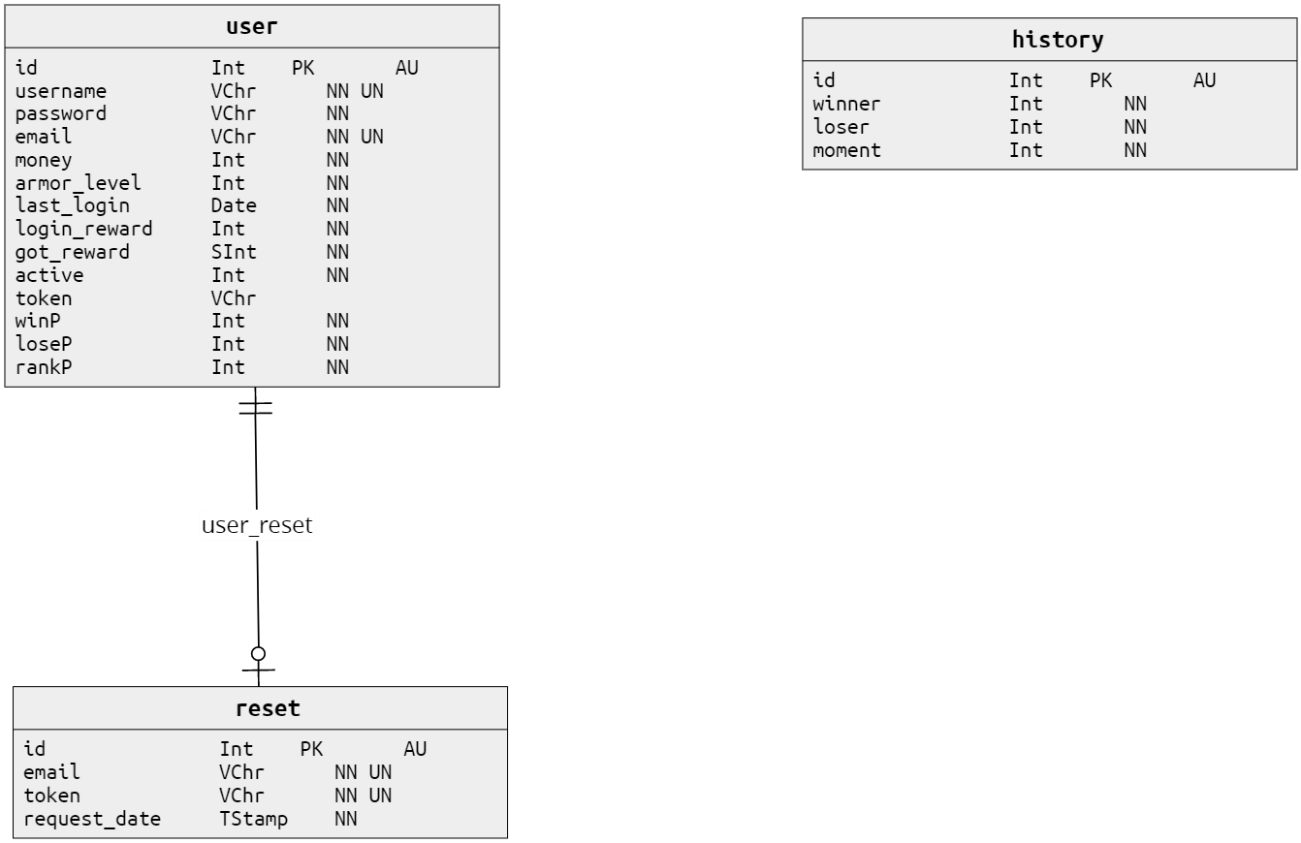 user
id Int PK AU
username VChr NN UN
password VChr NN
email VChr NN UN
money Int NN
armor_level Int NN
last_login Date NN
login_reward Int NN
got_reward SInt NN
active Int NN
token VChr
winP Int NN
loseP Int NN
rankP Int NN
history
id Int PK AU
winner Int NN
loser Int NN
moment Int NN
user_reset
reset
id Int PK AU
email VChr NN UN
token VChr NN UN
request_date TStamp NN